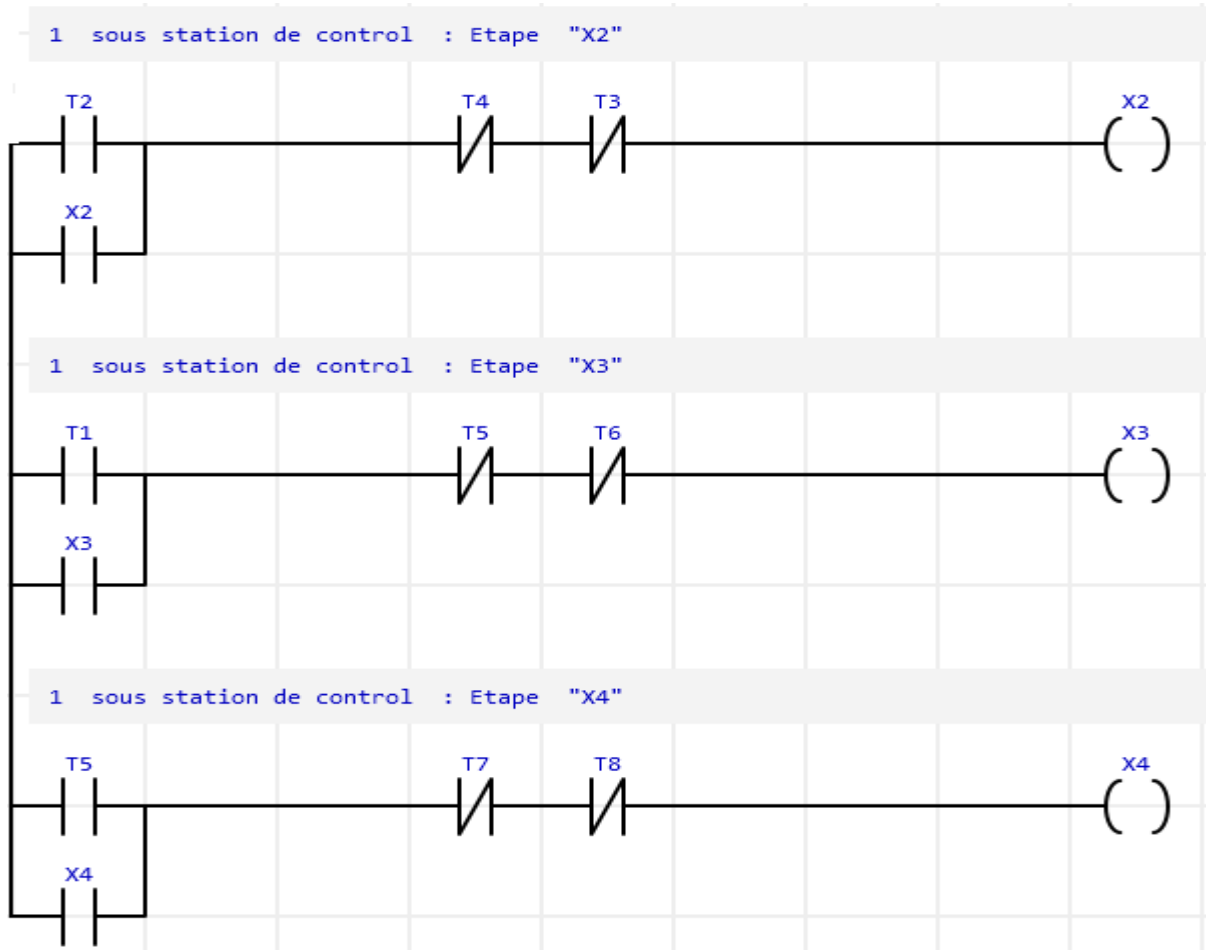 1 sous station de control : Etape "X2"
T2 T4 T3 X2
X2
1 sous station de control : Etape "X3"
T1 T5 T6 X3
X3
1 sous station de control : Etape "X4"
T5 T7 T8 X4
X4